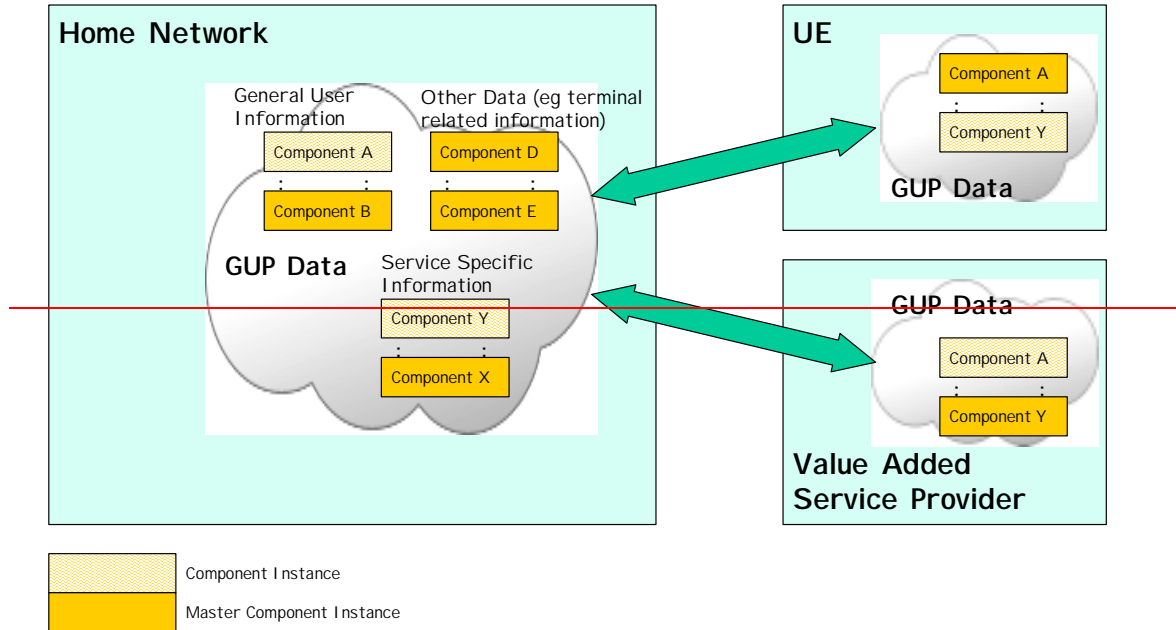 Home Network
General User
Information
Other Data (eg terminal
related information)
Component A
Component D
:
:
:
:
Component B
Component E
GUP Data
Service Specific
Information
Component Y
:
:
Component X
UE
Component A
:
:
Component Y
GUP Data
GUP Data
Component A
:
:
Component Y
Value Added
Service Provider
Component Instance
Master Component Instance